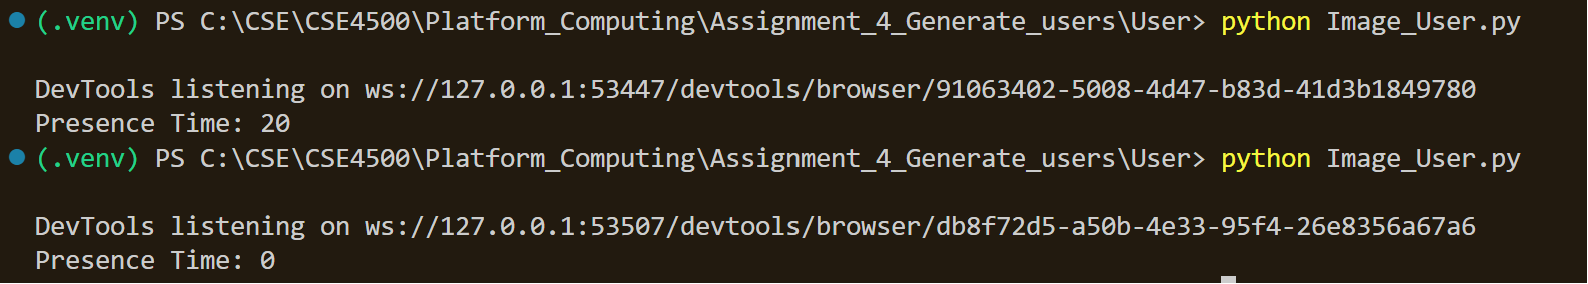 (.venv) PS C:\CSE\CSE4500\Platform_Computing\Assignment_4_Generate_users\User> python Image_User.py
DevTools listening on ws://127.0.0.1:53447/devtools/browser/91063402-5008-4d47-b83d-41d3b1849780
Presence Time: 20
(.venv) PS C:\CSE\CSE4500\Platform_Computing\Assignment_4_Generate_users\User> python Image_User.py
DevTools listening on ws://127.0.0.1:53507/devtools/browser/db8f72d5-a50b-4e33-95f4-26e8356a67a6
Presence Time: 0